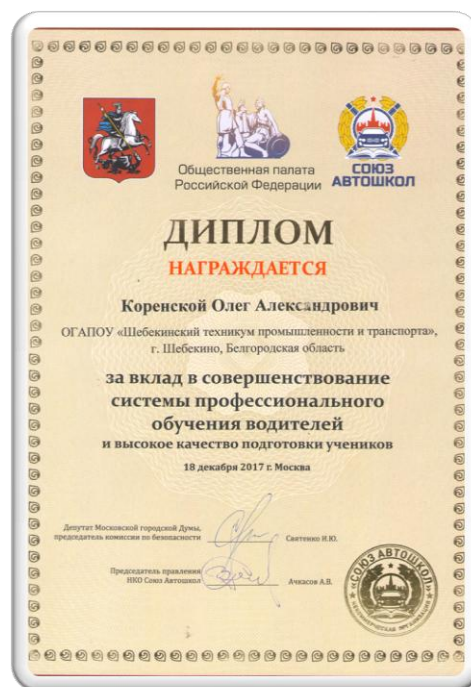 Общественная палата
Российской Федерации
СОЮЗ
АВТОШКОЛ
ДИПЛОМ
НАГРАЖДАЕТСЯ
Коренской Олег Александрович
ОГАПОУ «Шебекинский техникум промышленности и транспорта»,
г. Шебекино, Белгородская область
за вклад в совершенствование
системы профессионального
обучения водителей
и высокое качество подготовки учеников
18 декабря 2017 г. Москва
Депутат Московской городской Думы,
председатель комиссии по безопасности
Святенко И.Ю.
Председатель правления
НКО Союз Автошкол
Ачкасов А.В.
«СОЮЗ АВТОШКОЛ»
НЕКОММЕРЧЕСКАЯ ОРГАНИЗАЦИЯ